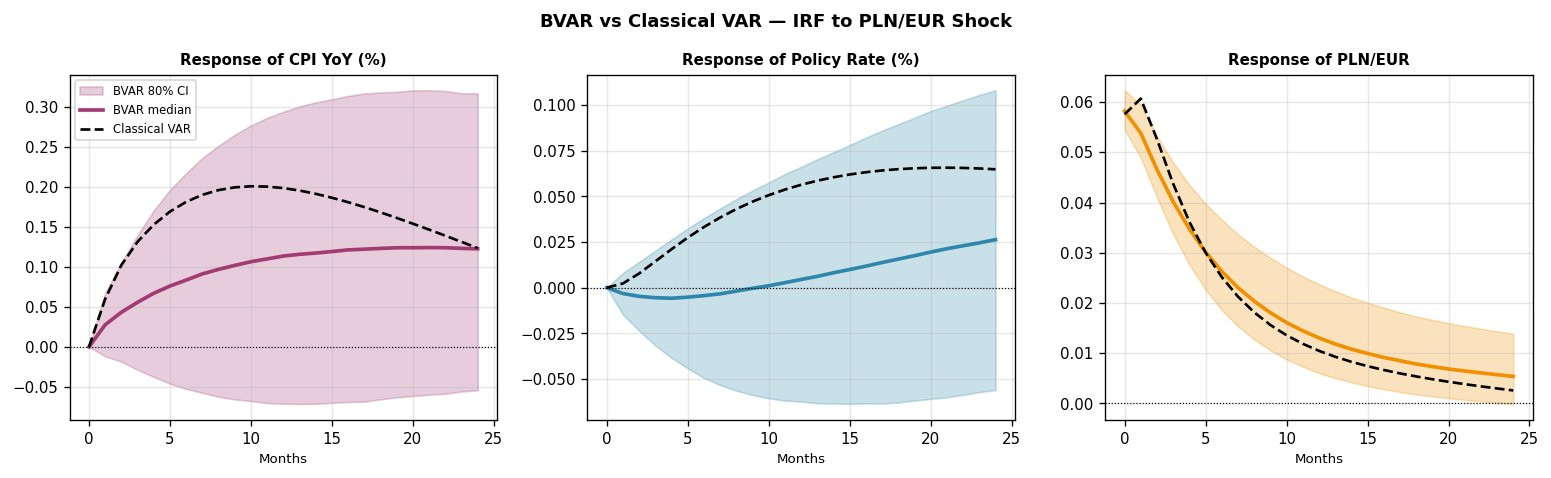 BVAR vs Classical VAR — IRF to PLN/EUR Shock
Response of CPI YoY (%)
BVAR 80% CI
BVAR median
Classical VAR
0.30
0.25
0.20
0.15
0.10
0.05
0.00
−0.05
0 5 10 15 20 25
Months
Response of Policy Rate (%)
0.100
0.075
0.050
0.025
0.000
−0.025
−0.050
0 5 10 15 20 25
Months
Response of PLN/EUR
0.06
0.05
0.04
0.03
0.02
0.01
0.00
0 5 10 15 20 25
Months